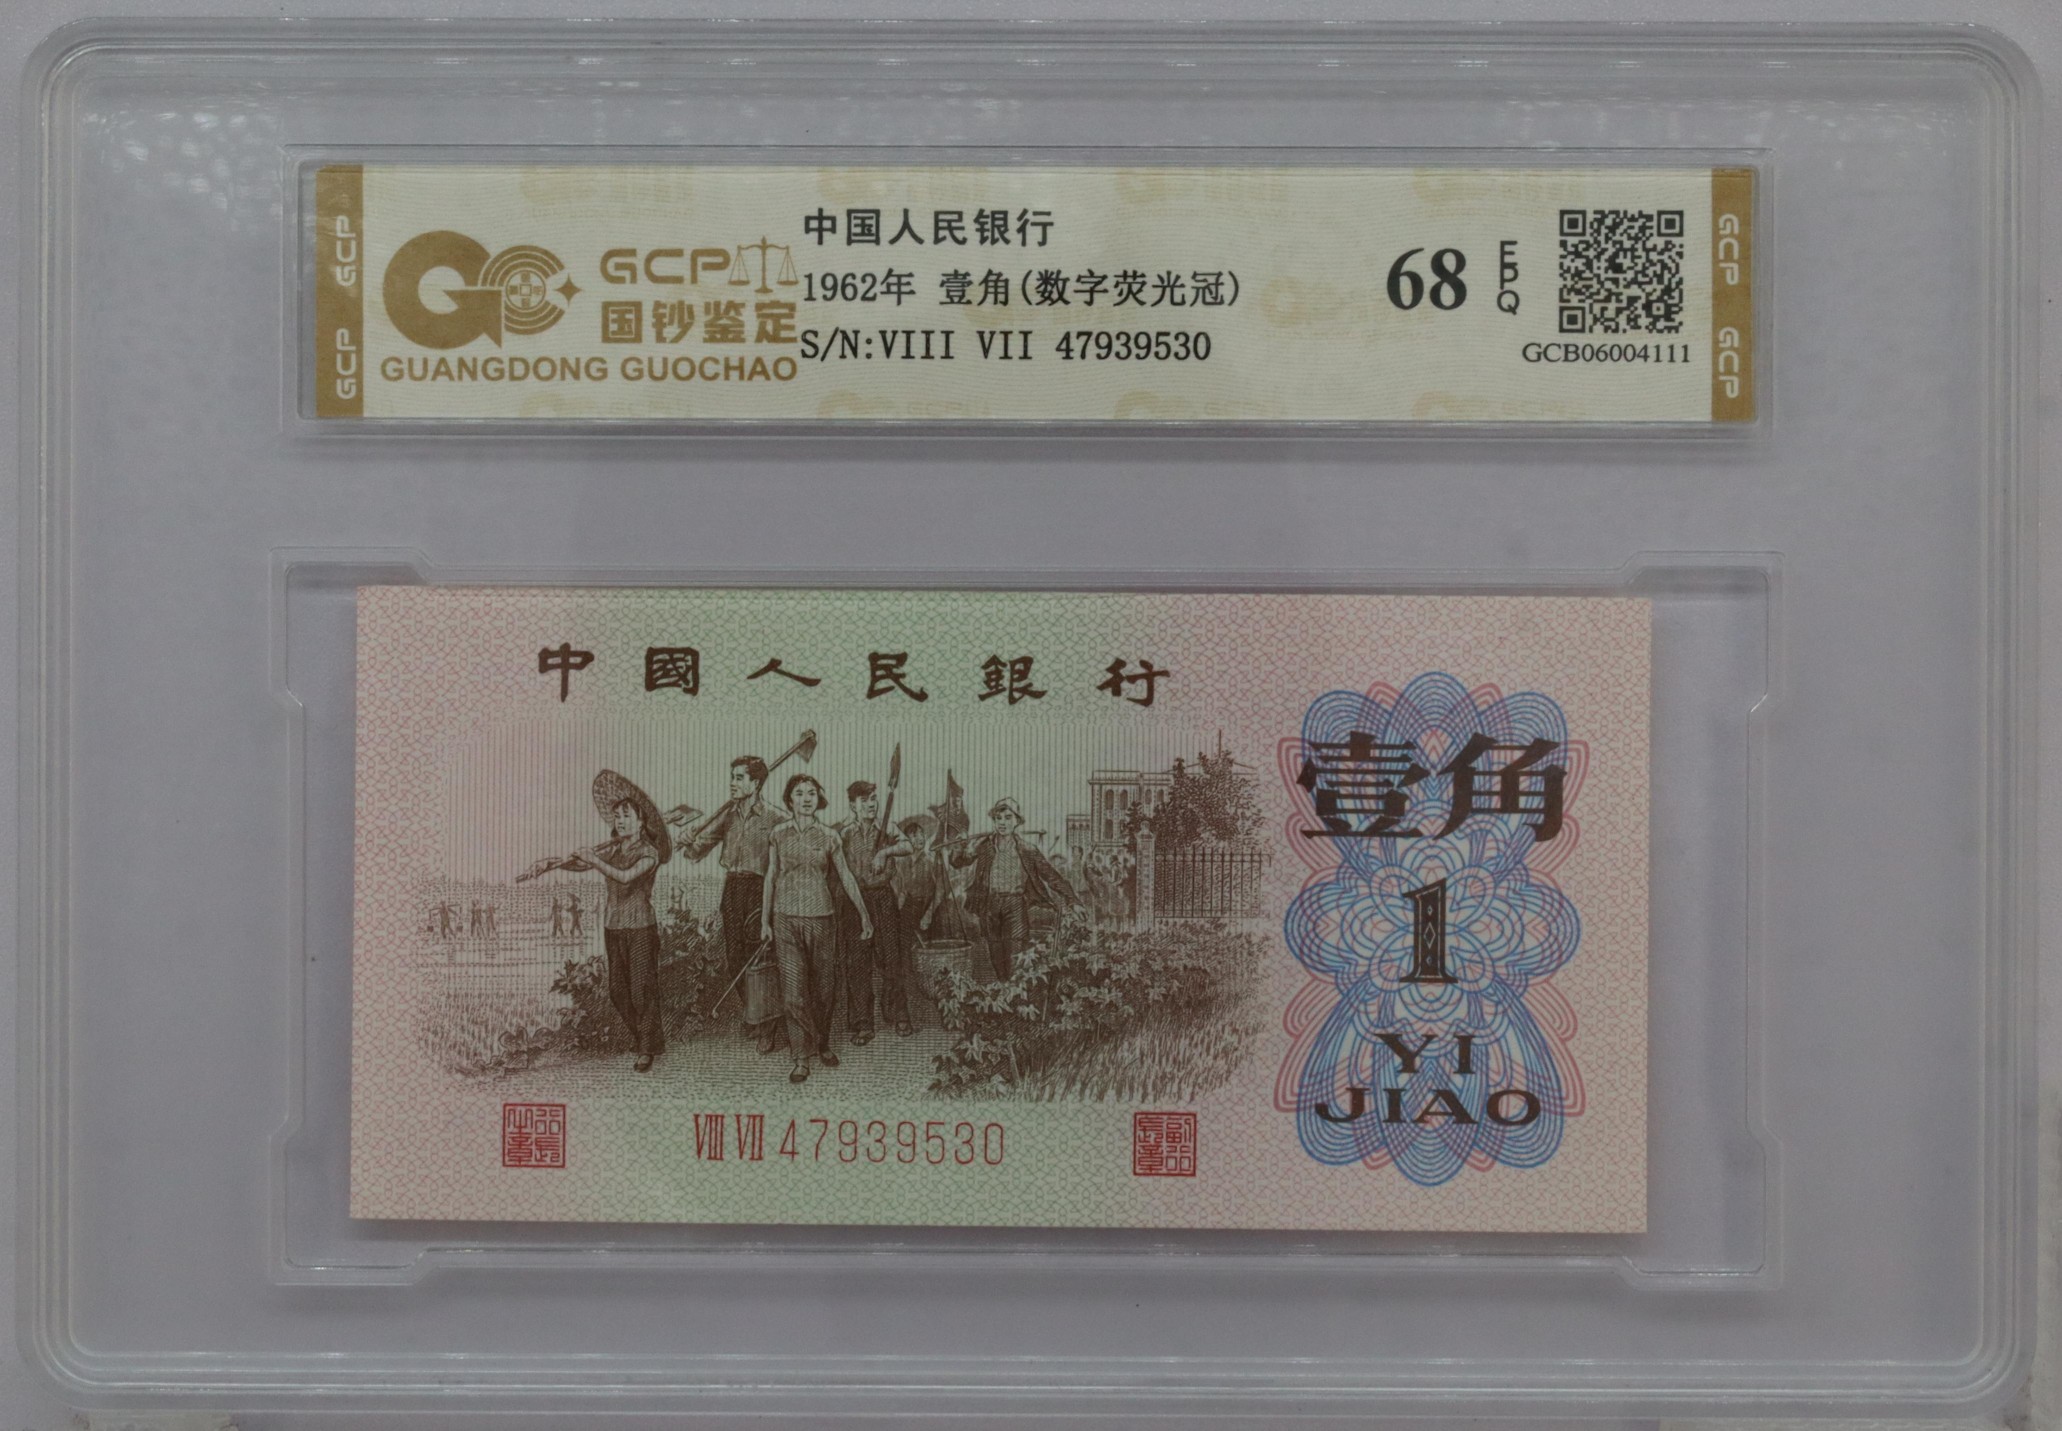 GCP GCP
GCP
国钞鉴定
GUANGDONG GUOCHAO
中国人民银行
1962年 壹角(数字荧光冠)
S/N:VIII VII 47939530
68 EPQ
GCB06004111
GCP GCP
中國人民銀行
壹角
1
YI
JIAO
VIII VII 47939530